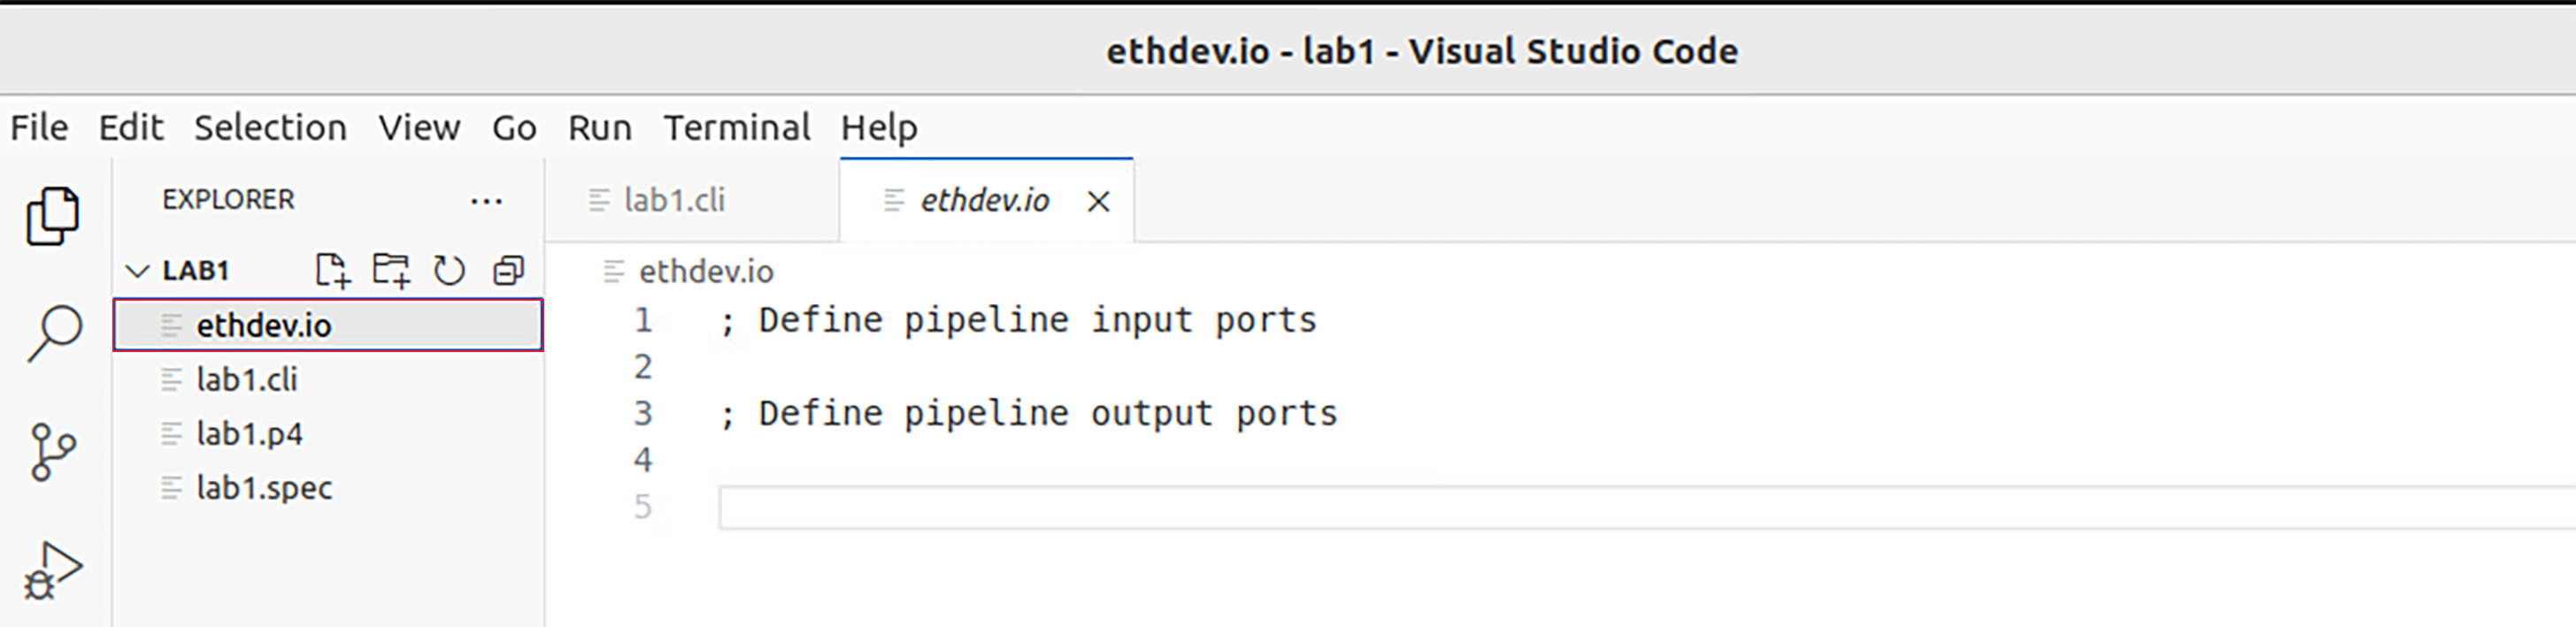 ethdev.io - lab1 - Visual Studio Code
File Edit Selection View Go Run Terminal Help
EXPLORER ...
LAB1
ethdev.io
lab1.cli
lab1.p4
lab1.spec
lab1.cli ethdev.io
ethdev.io
1 ; Define pipeline input ports
2
3 ; Define pipeline output ports
4
5